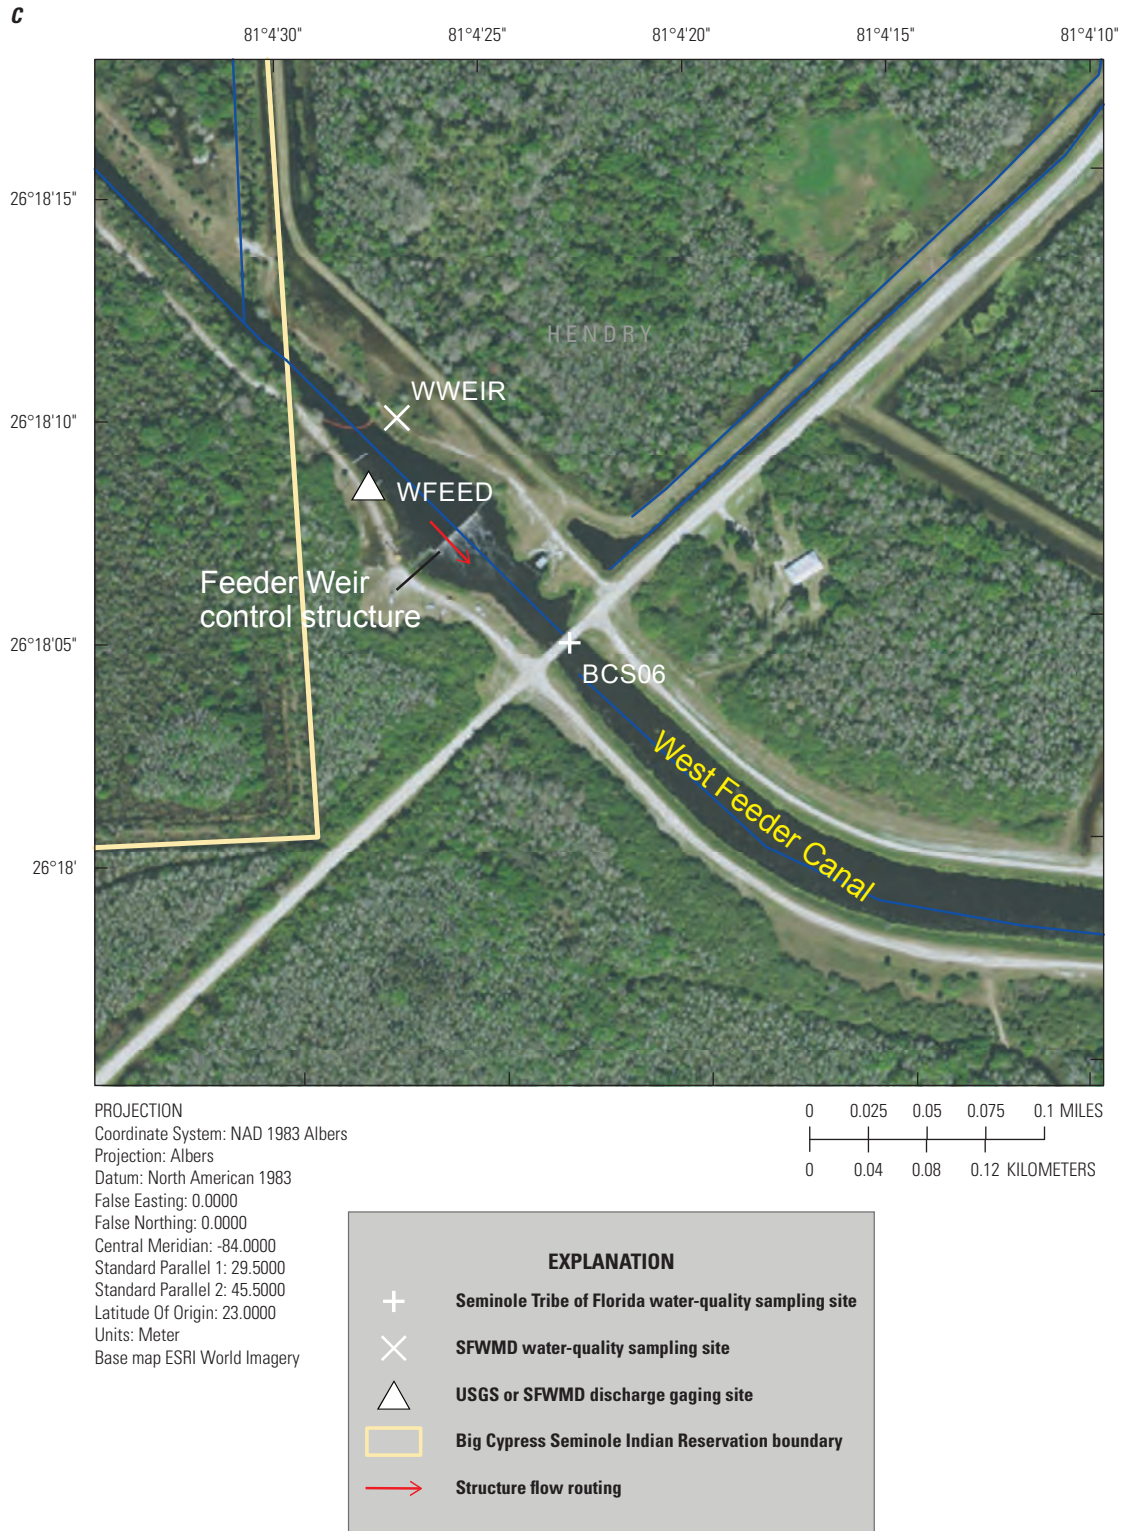 C
81°4'30" 81°4'25" 81°4'20" 81°4'15" 81°4'10"
26°18'15"
HENDRY
WWEIR
26°18'10"
WFEED
Feeder Weir
control structure
26°18'05"
BCS06
West Feeder Canal
26°18'
PROJECTION
Coordinate System: NAD 1983 Albers
Projection: Albers
Datum: North American 1983
False Easting: 0.0000
False Northing: 0.0000
Central Meridian: -84.0000
Standard Parallel 1: 29.5000
Standard Parallel 2: 45.5000
Latitude Of Origin: 23.0000
Units: Meter
Base map ESRI World Imagery
0 0.025 0.05 0.075 0.1 MILES
0 0.04 0.08 0.12 KILOMETERS
EXPLANATION
Seminole Tribe of Florida water-quality sampling site
SFWMD water-quality sampling site
USGS or SFWMD discharge gaging site
Big Cypress Seminole Indian Reservation boundary
Structure flow routing